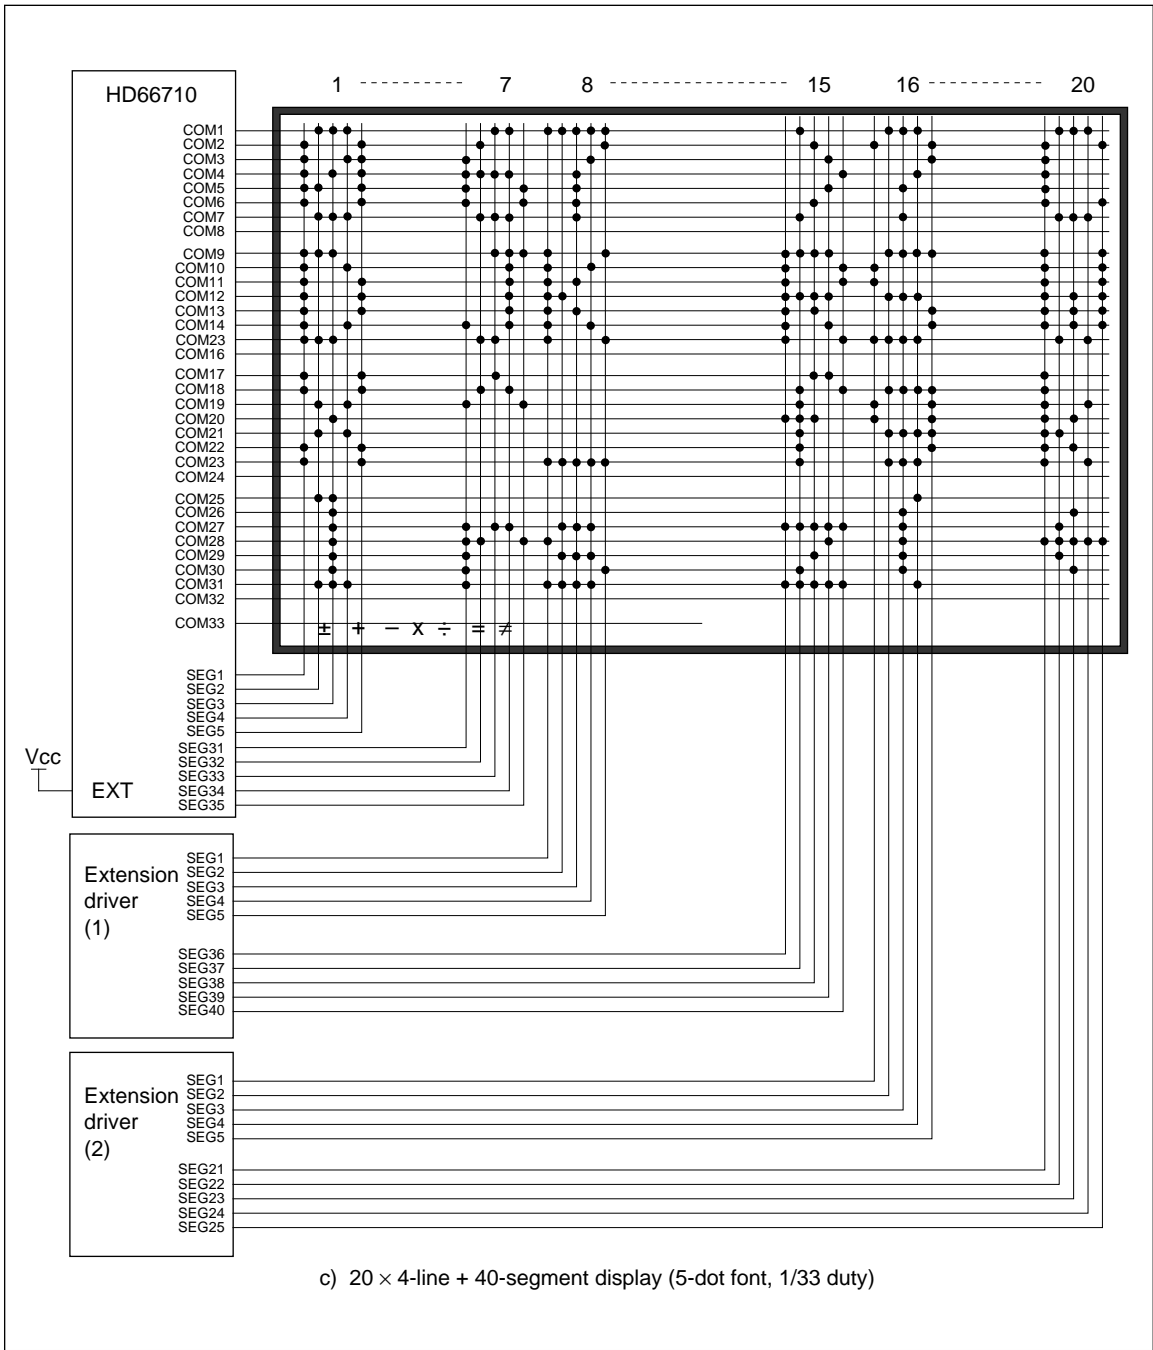 HD66710
1 7 8 15 16 20
COM1
COM2
COM3
COM4
COM5
COM6
COM7
COM8
COM9
COM10
COM11
COM12
COM13
COM14
COM23
COM16
COM17
COM18
COM19
COM20
COM21
COM22
COM23
COM24
COM25
COM26
COM27
COM28
COM29
COM30
COM31
COM32
COM33
± + − x ÷ = ≠
SEG1
SEG2
SEG3
SEG4
SEG5
SEG31
SEG32
SEG33
SEG34
SEG35
Vcc
EXT
Extension
driver
(1)
SEG1
SEG2
SEG3
SEG4
SEG5
SEG36
SEG37
SEG38
SEG39
SEG40
Extension
driver
(2)
SEG1
SEG2
SEG3
SEG4
SEG5
SEG21
SEG22
SEG23
SEG24
SEG25
c) 20 × 4-line + 40-segment display (5-dot font, 1/33 duty)